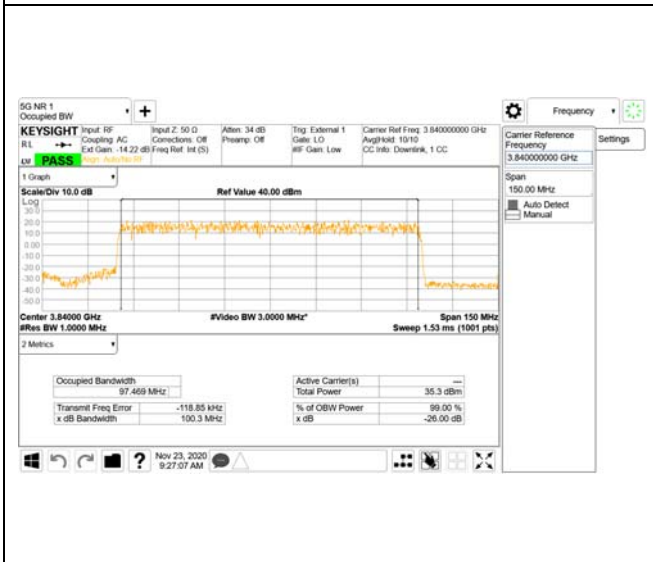 5G NR 1
Occupied BW
Frequency
KEYSIGHT
R L
LXI
PASS
Input: RF
Coupling: AC
Ext Gain: -14.22 dB
Align: Auto/No RF
Input Z: 50 Ω
Corrections: Off
Freq Ref: Int (S)
Atten: 34 dB
Preamp: Off
Trig: External 1
Gate: LO
#IF Gain: Low
Carrier Ref Freq: 3.840000000 GHz
Avg|Hold: 10/10
CC Info: Downlink, 1 CC
Carrier Reference
Frequency
3.840000000 GHz
Settings
Span
150.00 MHz
Auto Detect
Manual
1 Graph
Scale/Div 10.0 dB
Ref Value 40.00 dBm
Log
30.0
20.0
10.0
0.00
-10.0
-20.0
-30.0
-40.0
-50.0
Center 3.84000 GHz
#Video BW 3.0000 MHz*
Span 150 MHz
#Res BW 1.0000 MHz
Sweep 1.53 ms (1001 pts)
2 Metrics
Occupied Bandwidth
97.469 MHz
Transmit Freq Error -118.85 kHz
x dB Bandwidth 100.3 MHz
Active Carrier(s) ---
Total Power 35.3 dBm
% of OBW Power 99.00 %
x dB -26.00 dB
Nov 23, 2020
9:27:07 AM